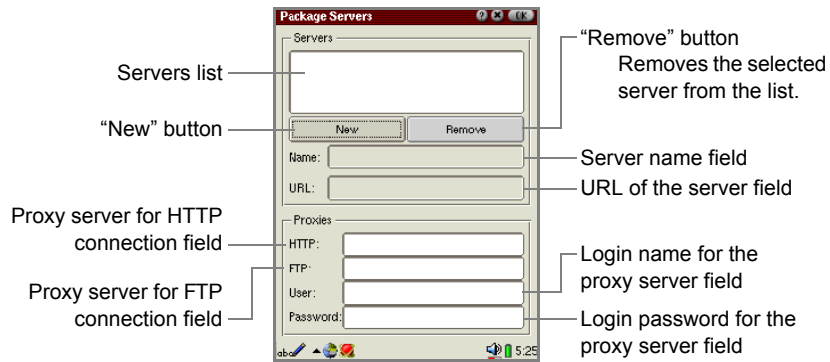 Package Servers
? X OK
Servers
New
Remove
Name:
URL:
Proxies
HTTP:
FTP:
User:
Password:
abc
5:25
Servers list
“New” button
Proxy server for HTTP
connection field
Proxy server for FTP
connection field
“Remove” button
Removes the selected
server from the list.
Server name field
URL of the server field
Login name for the
proxy server field
Login password for the
proxy server field